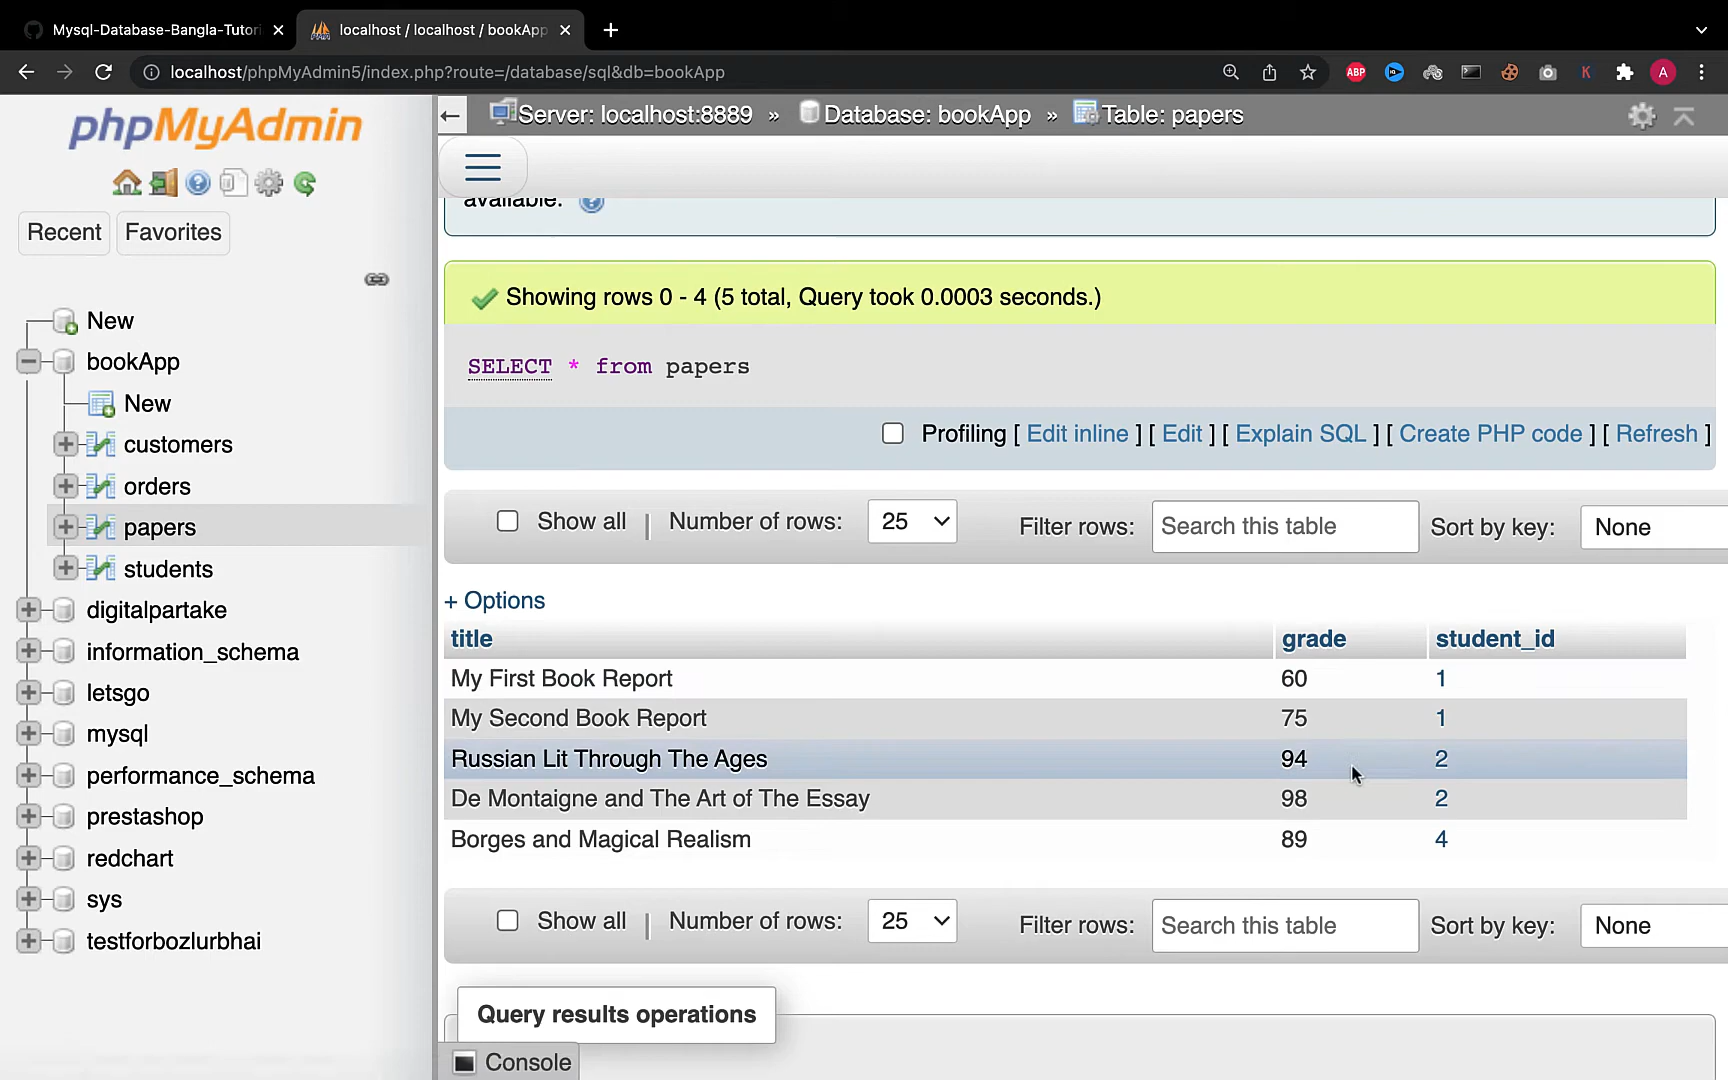 Mysql-Database-Bangla-Tutori
localhost / localhost / bookApp
localhost/phpMyAdmin5/index.php?route=/database/sql&db=bookApp
ABP
K
A
phpMyAdmin
Recent
Favorites
New
bookApp
New
customers
orders
papers
students
digitalpartake
information_schema
letsgo
mysql
performance_schema
prestashop
redchart
sys
testforbozlurbhai
Server: localhost:8889 » Database: bookApp » Table: papers
available.
Showing rows 0 - 4 (5 total, Query took 0.0003 seconds.)
SELECT * from papers
Profiling [ Edit inline ] [ Edit ] [ Explain SQL ] [ Create PHP code ] [ Refresh ]
Show all | Number of rows: 25 Filter rows: Search this table Sort by key: None
+ Options
title grade student_id
My First Book Report 60 1
My Second Book Report 75 1
Russian Lit Through The Ages 94 2
De Montaigne and The Art of The Essay 98 2
Borges and Magical Realism 89 4
Show all | Number of rows: 25 Filter rows: Search this table Sort by key: None
Query results operations
Console